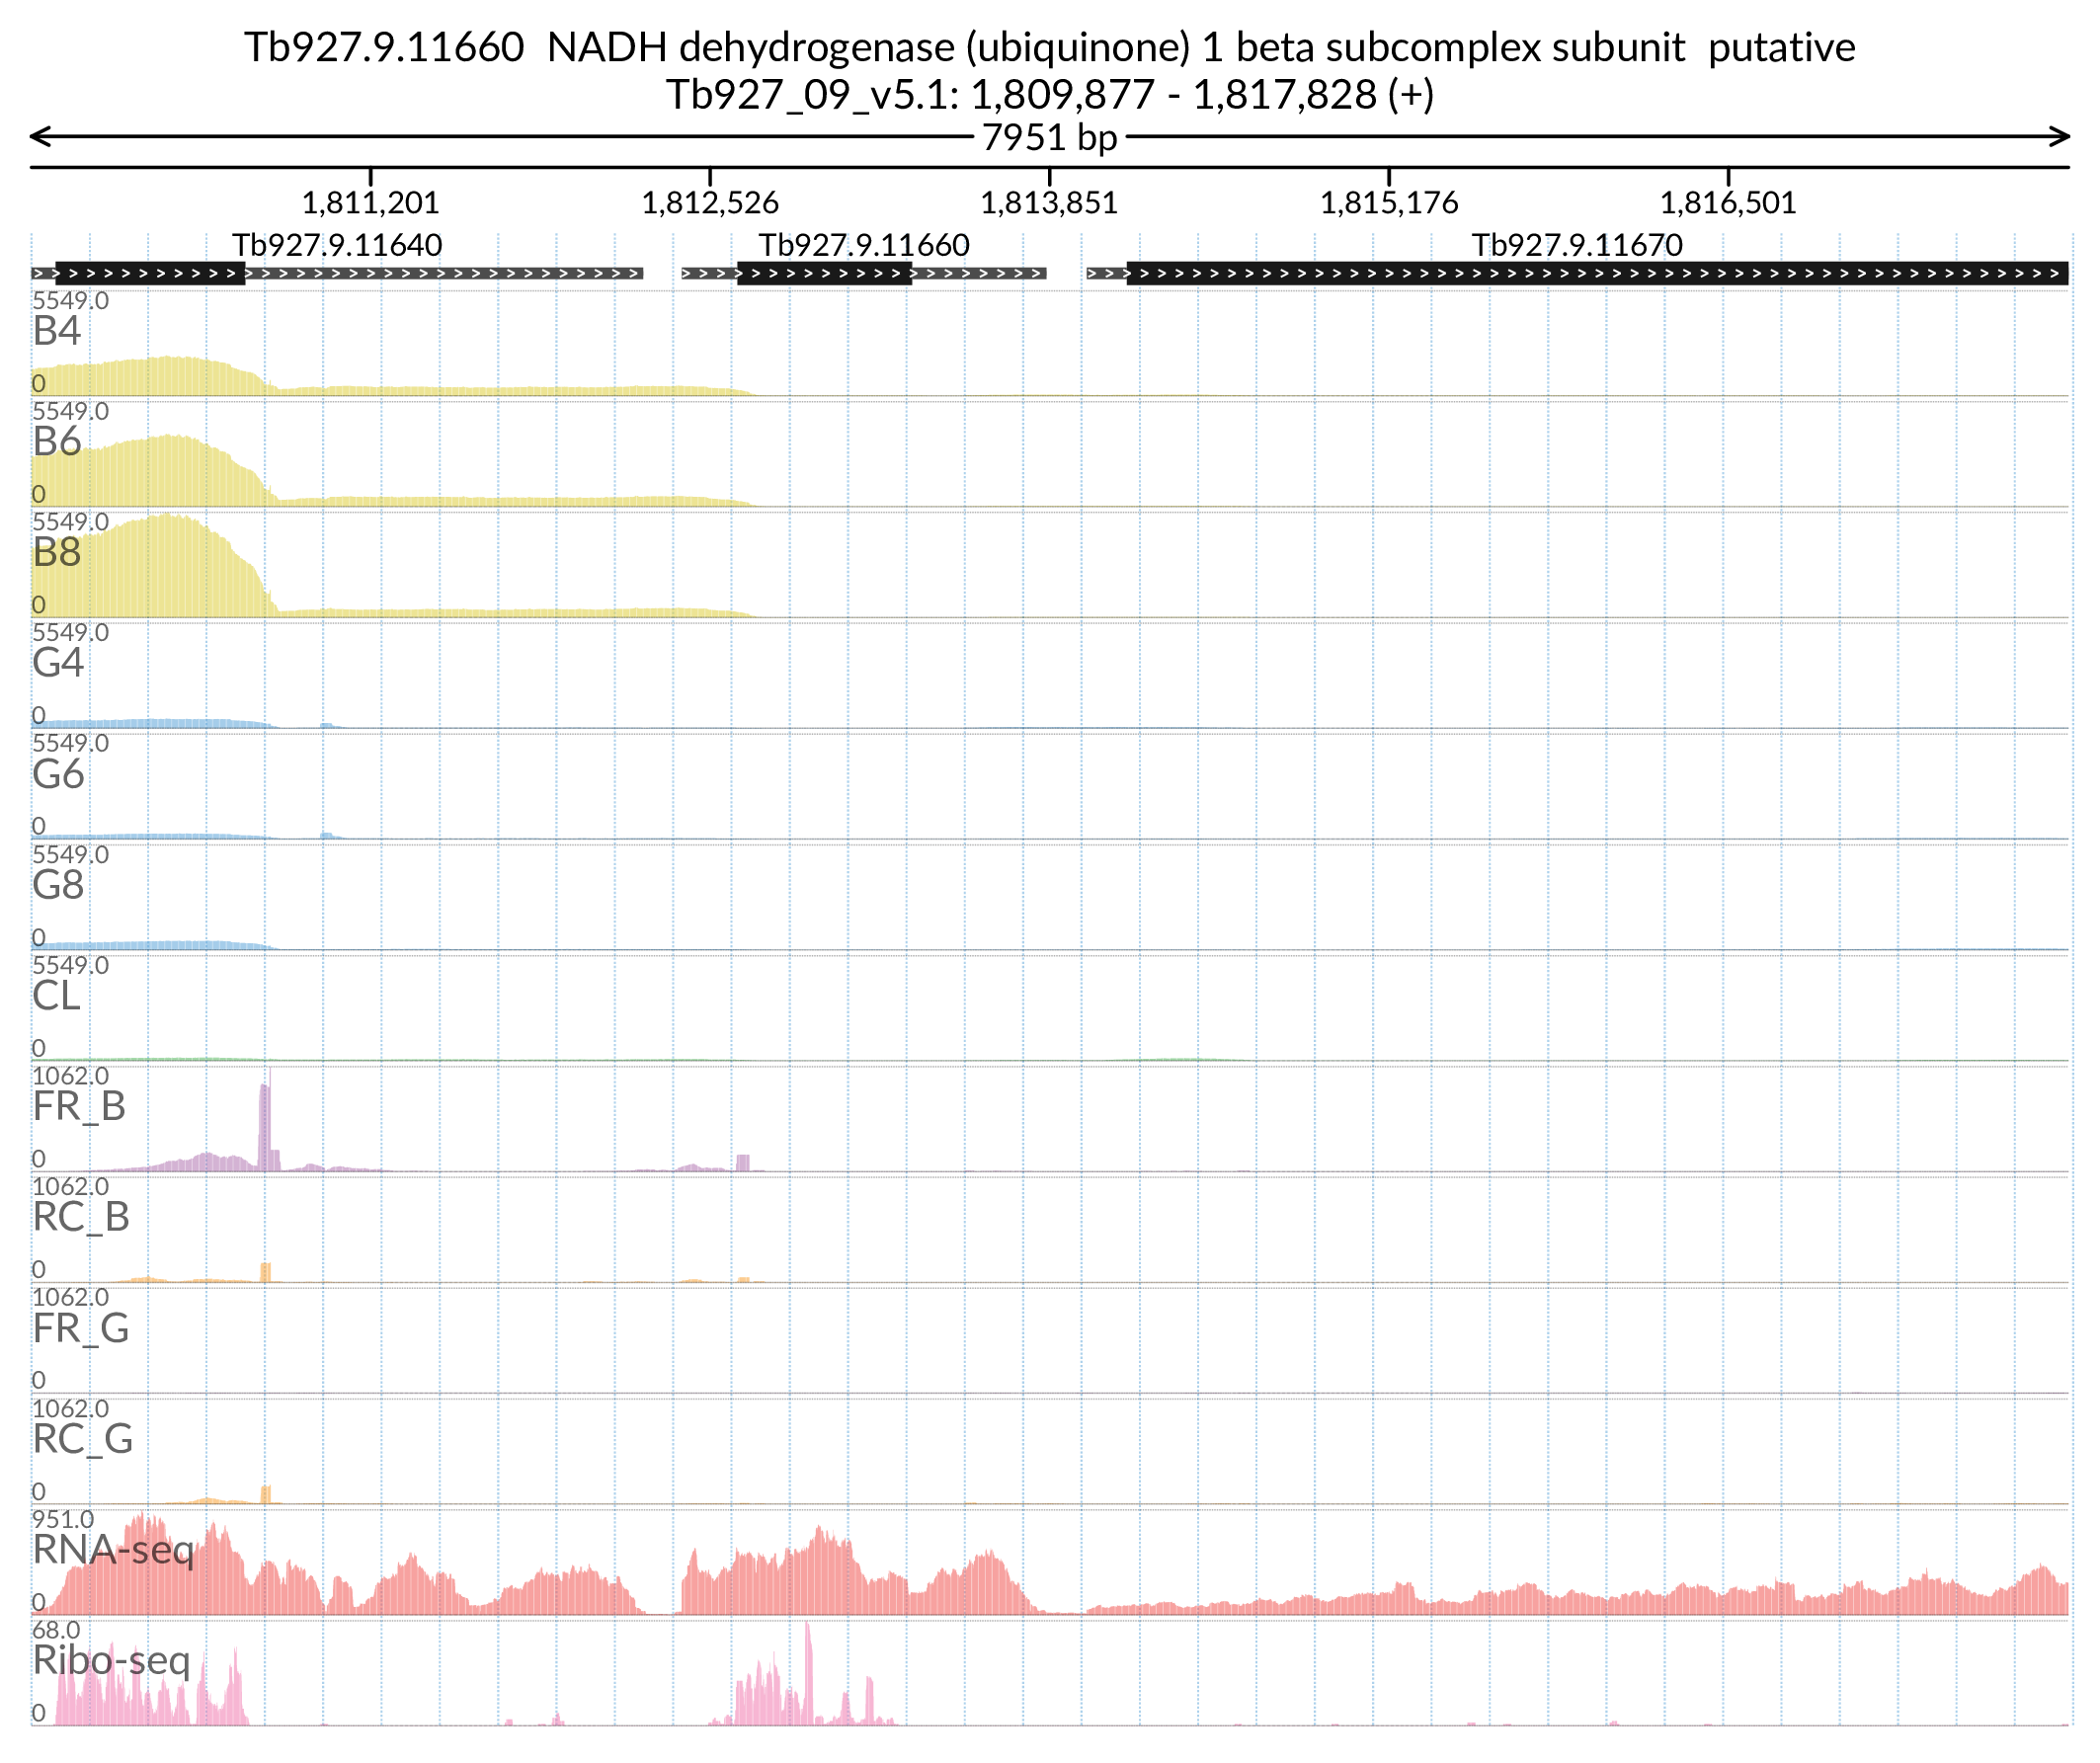 Tb927.9.11660  NADH dehydrogenase (ubiquinone) 1 beta subcomplex subunit  putative
Tb927_09_v5.1: 1,809,877 - 1,817,828 (+)
7951 bp
1,811,201 1,812,526 1,813,851 1,815,176 1,816,501
Tb927.9.11640 Tb927.9.11660 Tb927.9.11670
5549.0
B4
0
5549.0
B6
0
5549.0
B8
0
5549.0
G4
0
5549.0
G6
0
5549.0
G8
0
5549.0
CL
0
1062.0
FR_B
0
1062.0
RC_B
0
1062.0
FR_G
0
1062.0
RC_G
0
951.0
RNA-seq
0
68.0
Ribo-seq
0